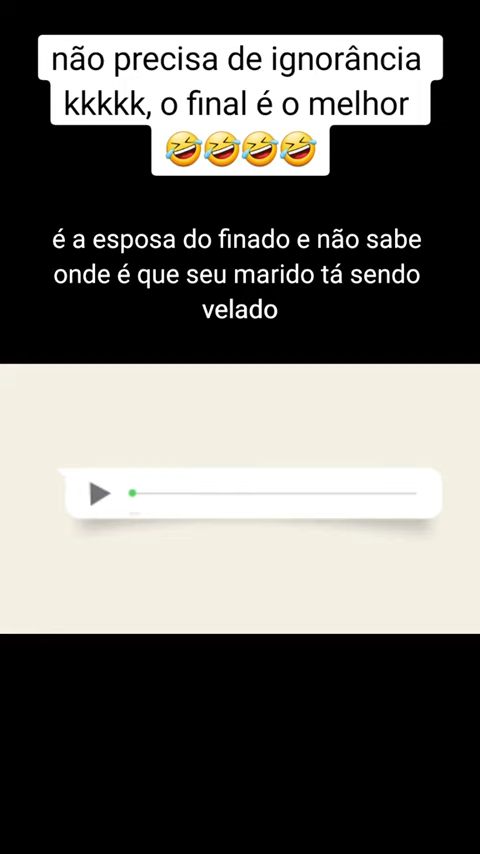 não precisa de ignorância
kkkkk, o final é o melhor
🤣🤣🤣🤣
é a esposa do finado e não sabe
onde é que seu marido tá sendo
velado